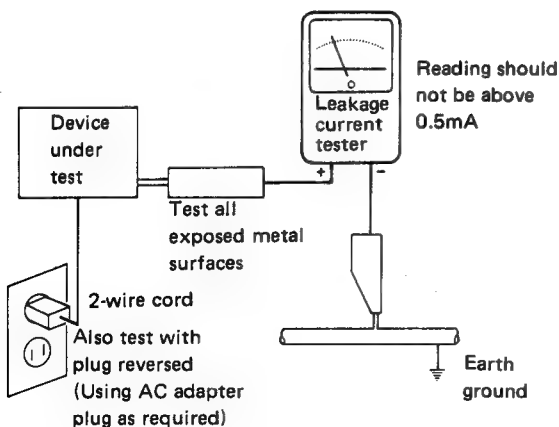 Device
under
test
Leakage
current
tester
+ -
Reading should
not be above
0.5mA
Test all
exposed metal
surfaces
2-wire cord
Also test with
plug reversed
(Using AC adapter
plug as required)
Earth
ground